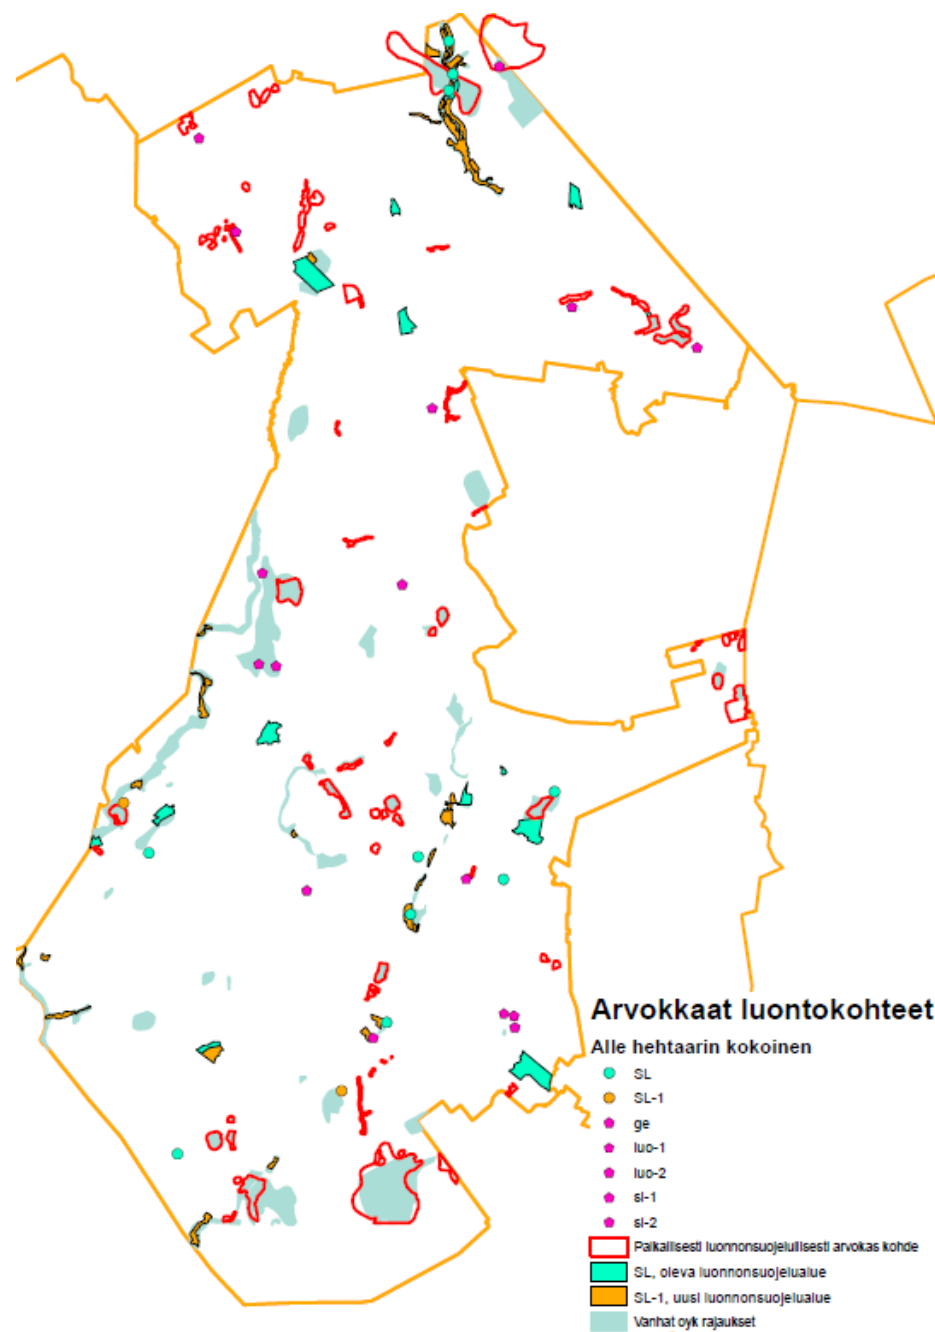 Arvokkaat luontokohteet
Alle hehtaarin kokoinen
SL
SL-1
ge
luo-1
luo-2
sl-1
sl-2
Paikallisesti luonnonsuojelullisesti arvokas kohde
SL, oleva luonnonsuojelualue
SL-1, uusi luonnonsuojelualue
Vanhat oyk rajaukset